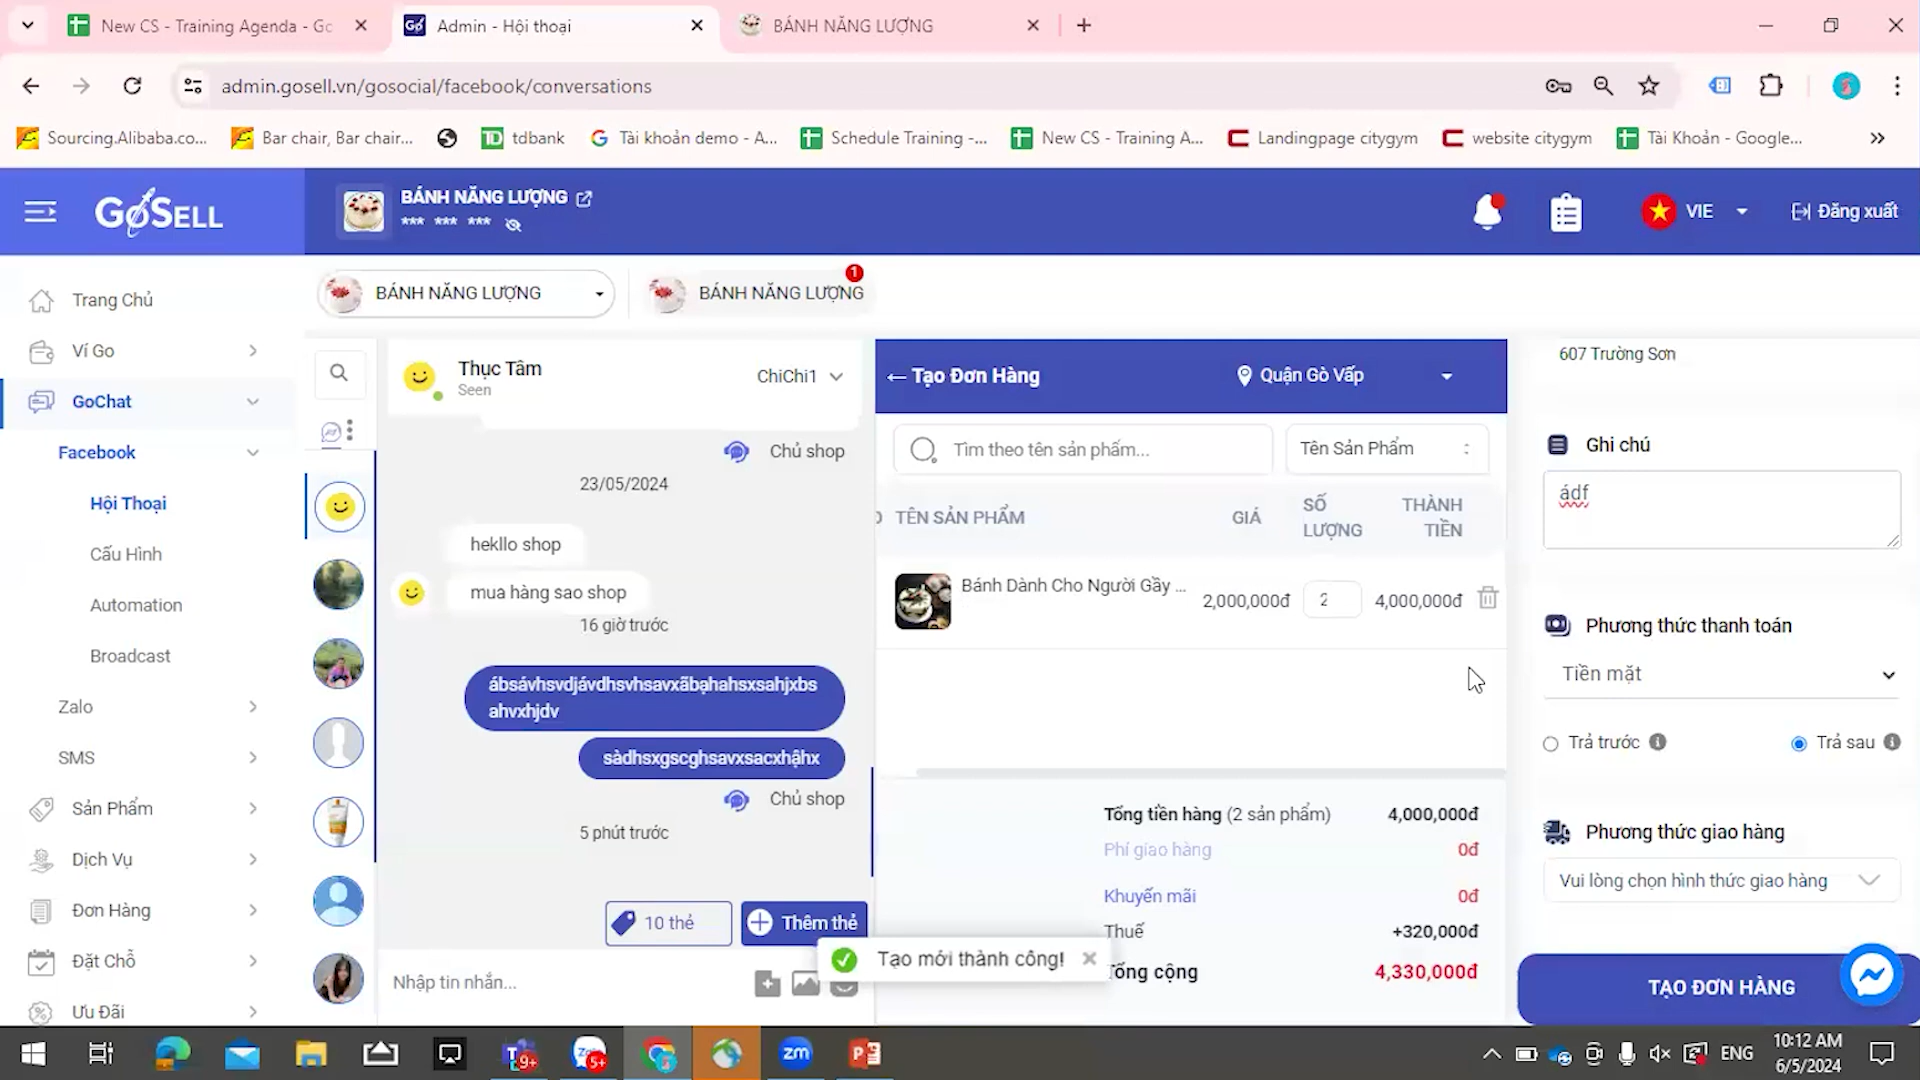 New CS - Training Agenda - Go
Admin - Hội thoại
BÁNH NĂNG LƯỢNG
admin.gosell.vn/gosocial/facebook/conversations
Sourcing.Alibaba.co...
Bar chair, Bar chair...
tdbank
Tài khoản demo - A...
Schedule Training -...
New CS - Training A...
Landingpage citygym
website citygym
Tài Khoản - Google...
GOSELL
BÁNH NĂNG LƯỢNG
*** *** ***
VIE
Đăng xuất
Trang Chủ
Ví Go
GoChat
Facebook
Hội Thoại
Cấu Hình
Automation
Broadcast
Zalo
SMS
Sản Phẩm
Dịch Vụ
Đơn Hàng
Đặt Chỗ
Ưu Đãi
BÁNH NĂNG LƯỢNG
BÁNH NĂNG LƯỢNG
1
Thục Tâm
Seen
ChiChi1
Chủ shop
23/05/2024
hekllo shop
mua hàng sao shop
16 giờ trước
ábsávhsvdjávdhsvhsavxãbạhahsxsahjxbs
ahvxhjdv
sàdhsxgscghsavxsacxhậhx
Chủ shop
5 phút trước
10 thẻ
Thêm thẻ
Nhập tin nhắn...
Tạo Đơn Hàng
Quận Gò Vấp
Tìm theo tên sản phẩm...
Tên Sản Phẩm
TÊN SẢN PHẨM
GIÁ
SỐ
LƯỢNG
THÀNH
TIỀN
Bánh Dành Cho Người Gầy ...
2,000,000đ
2
4,000,000đ
Tổng tiền hàng (2 sản phẩm)
4,000,000đ
Phí giao hàng
0đ
Khuyến mãi
0đ
Thuế
+320,000đ
Tổng cộng
4,330,000đ
Tạo mới thành công!
607 Trường Sơn
Ghi chú
ádf
Phương thức thanh toán
Tiền mặt
Trả trước
Trả sau
Phương thức giao hàng
Vui lòng chọn hình thức giao hàng
TẠO ĐƠN HÀNG
9+
5+
zm
ENG
10:12 AM
6/5/2024